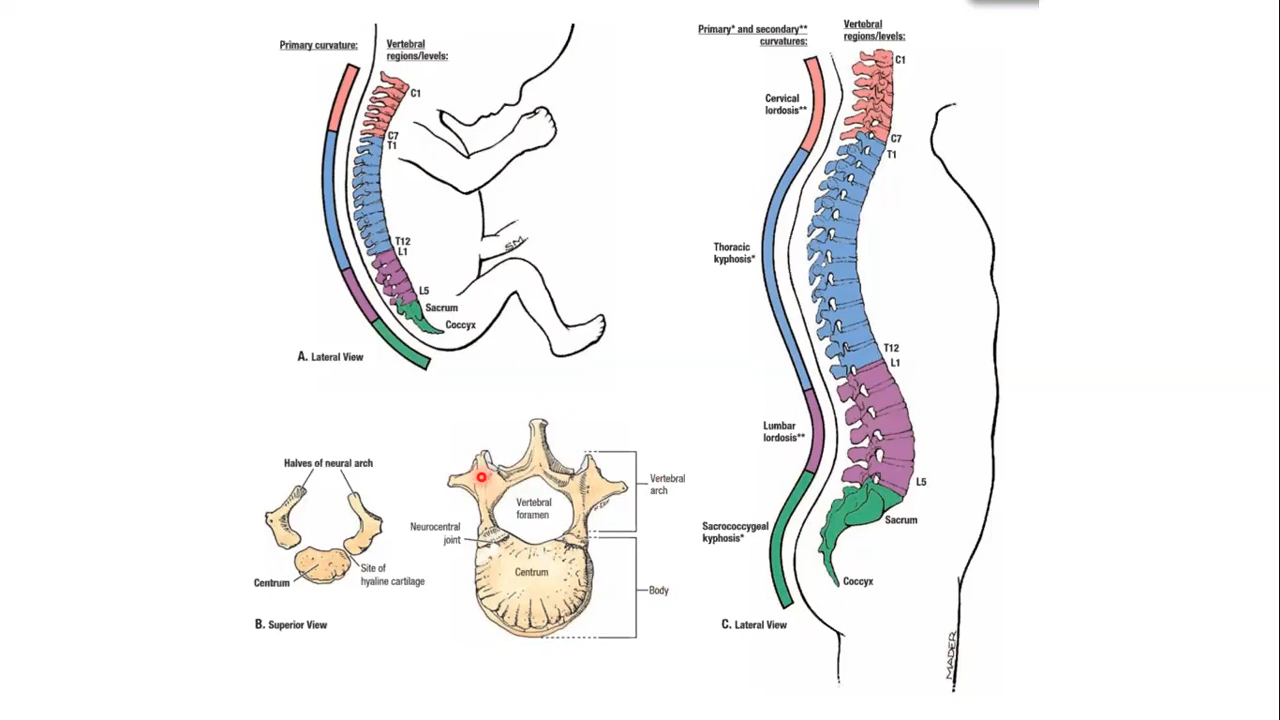 Primary curvature:
Vertebral
regions/levels:
C1
C7
T1
T12
L1
L5
Sacrum
Coccyx
SM.
A. Lateral View
Halves of neural arch
Centrum
Site of
hyaline cartilage
B. Superior View
Vertebral
foramen
Neurocentral
joint
Centrum
Vertebral
arch
Body
Primary* and secondary**
curvatures:
Vertebral
regions/levels:
C1
Cervical
lordosis**
C7
T1
Thoracic
kyphosis*
T12
L1
Lumbar
lordosis**
L5
Sacrum
Sacrococcygeal
kyphosis*
Coccyx
C. Lateral View
MADER